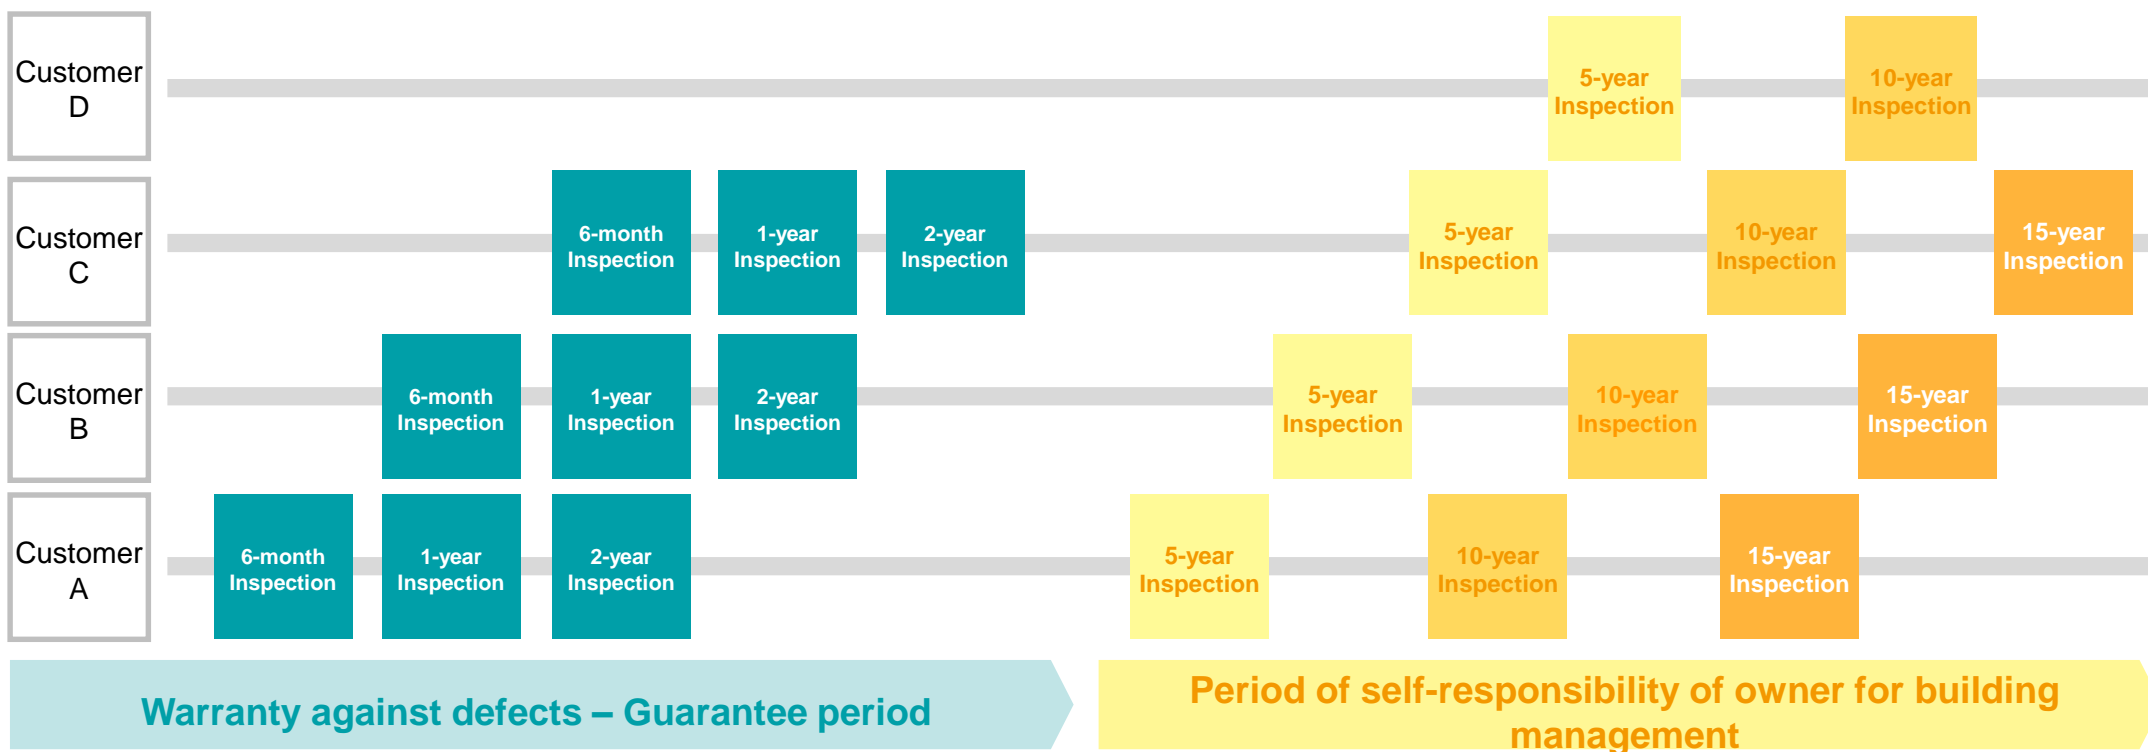 Customer
D
5-year
Inspection
10-year
Inspection
Customer
C
6-month
Inspection
1-year
Inspection
2-year
Inspection
5-year
Inspection
10-year
Inspection
15-year
Inspection
Customer
B
6-month
Inspection
1-year
Inspection
2-year
Inspection
5-year
Inspection
10-year
Inspection
15-year
Inspection
Customer
A
6-month
Inspection
1-year
Inspection
2-year
Inspection
5-year
Inspection
10-year
Inspection
15-year
Inspection
Warranty against defects – Guarantee period
Period of self-responsibility of owner for building
management